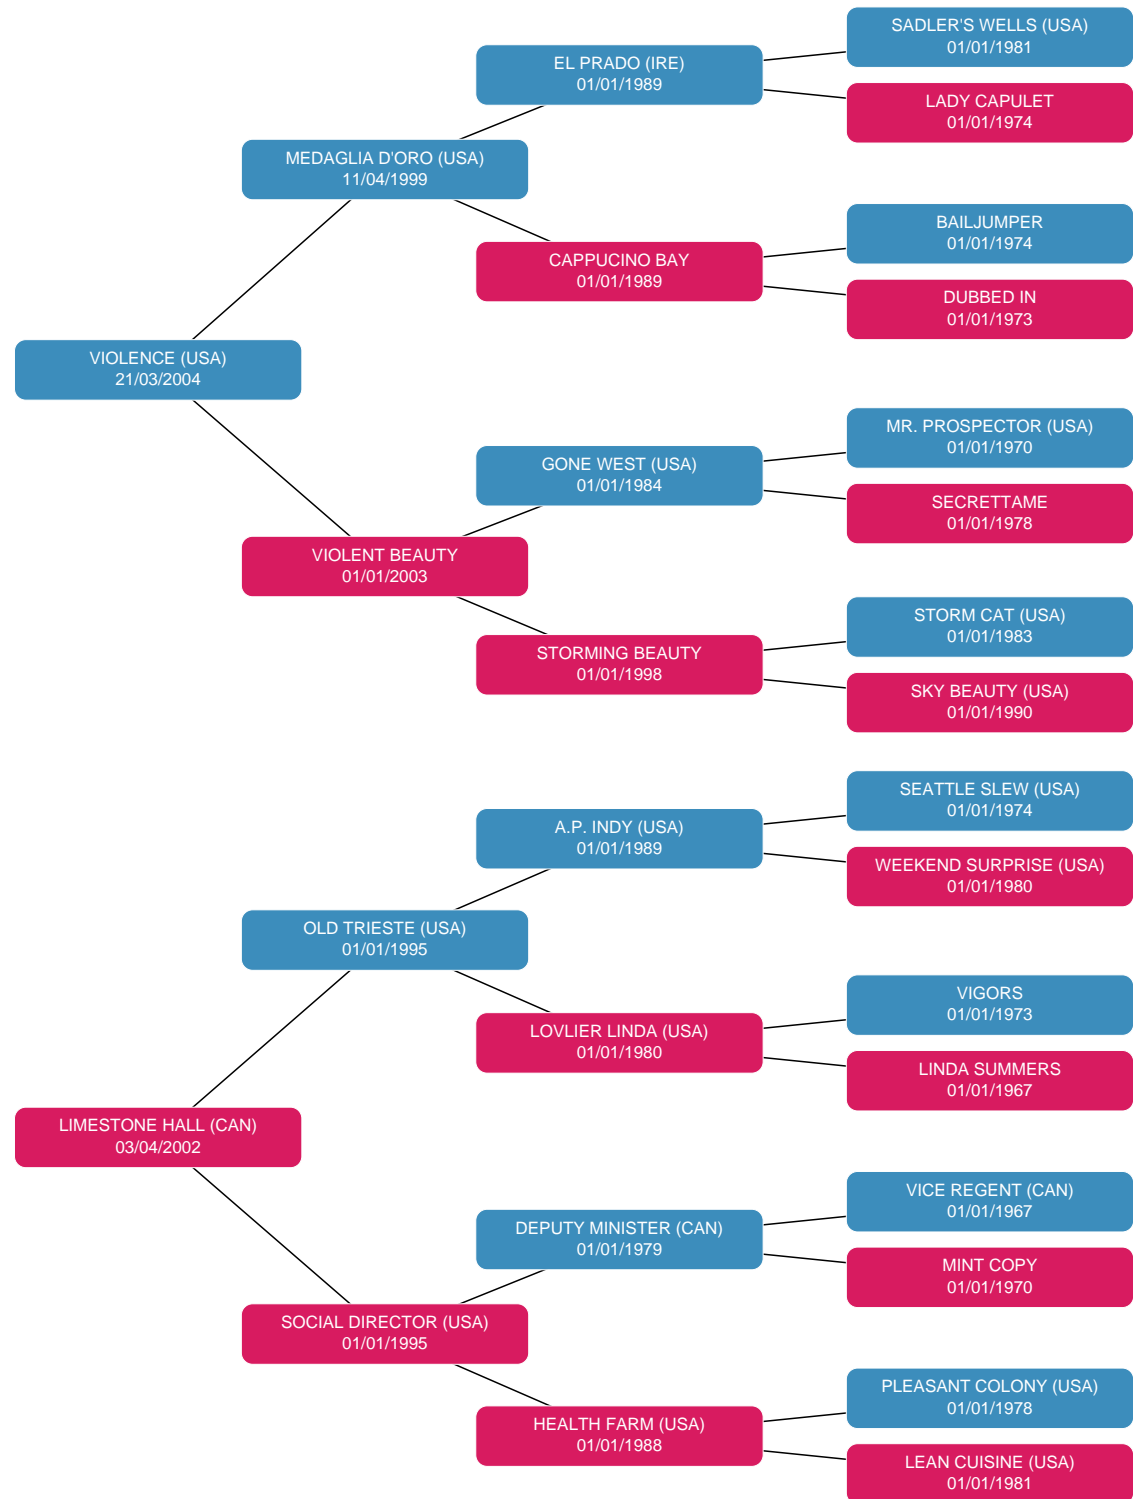 SADLER'S WELLS (USA)
01/01/1981
EL PRADO (IRE)
01/01/1989
LADY CAPULET
01/01/1974
MEDAGLIA D'ORO (USA)
11/04/1999
BAILJUMPER
01/01/1974
CAPPUCINO BAY
01/01/1989
DUBBED IN
01/01/1973
VIOLENCE (USA)
21/03/2004
MR. PROSPECTOR (USA)
01/01/1970
GONE WEST (USA)
01/01/1984
SECRETTAME
01/01/1978
VIOLENT BEAUTY
01/01/2003
STORM CAT (USA)
01/01/1983
STORMING BEAUTY
01/01/1998
SKY BEAUTY (USA)
01/01/1990
SEATTLE SLEW (USA)
01/01/1974
A.P. INDY (USA)
01/01/1989
WEEKEND SURPRISE (USA)
01/01/1980
OLD TRIESTE (USA)
01/01/1995
VIGORS
01/01/1973
LOVLIER LINDA (USA)
01/01/1980
LINDA SUMMERS
01/01/1967
LIMESTONE HALL (CAN)
03/04/2002
VICE REGENT (CAN)
01/01/1967
DEPUTY MINISTER (CAN)
01/01/1979
MINT COPY
01/01/1970
SOCIAL DIRECTOR (USA)
01/01/1995
PLEASANT COLONY (USA)
01/01/1978
HEALTH FARM (USA)
01/01/1988
LEAN CUISINE (USA)
01/01/1981